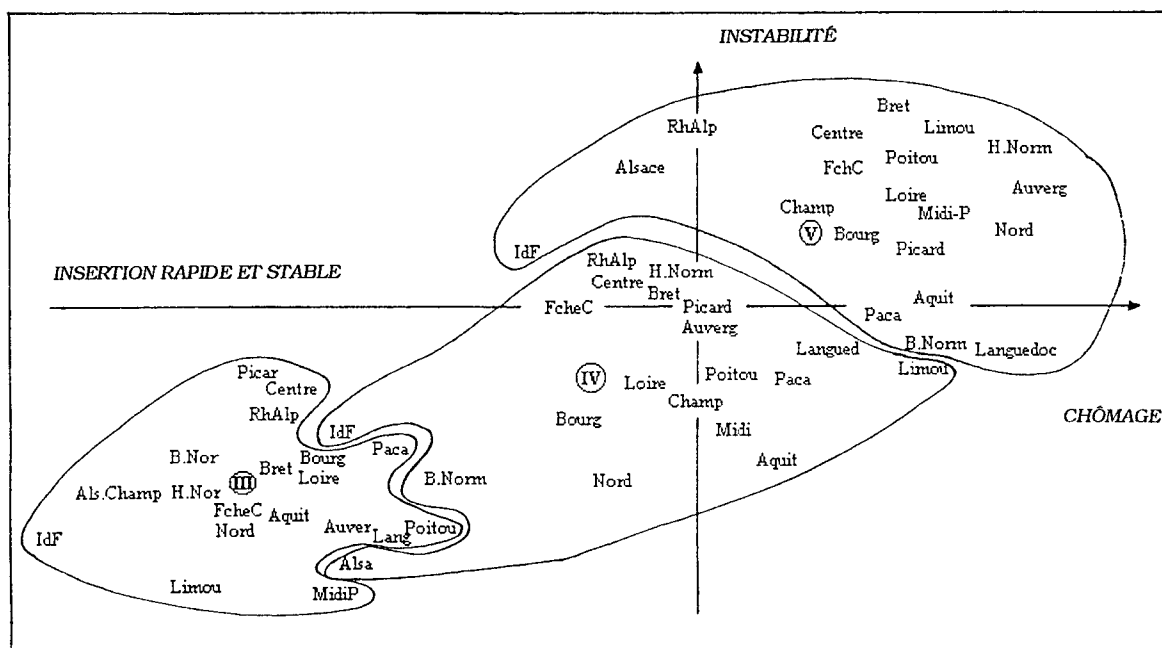 INSTABILITÉ
Bret
RhAlp
Centre
Limou
H.Norm
Alsace
FchC
Poitou
Auverg
Loire
Champ
Midi-P
V
Bourg
Nord
Picard
IdF
INSERTION RAPIDE ET STABLE
RhAlp
H.Norm
Centre
Bret
FcheC
Picard
Aquit
Paca
Auverg
Langued
B.Norm
Languedoc
Limou
Picar
Centre
IV
Loire
Poitou
Paca
Champ
CHÔMAGE
RhAlp
IdF
Bourg
Midi
Paca
B.Nor
Bourg
Bret
Loire
B.Norm
Aquit
Nord
III
Als.Champ
H.Nor
FcheC
Aquit
Nord
Auver
Poitou
Lang
IdF
Alsa
Limou
MidiP